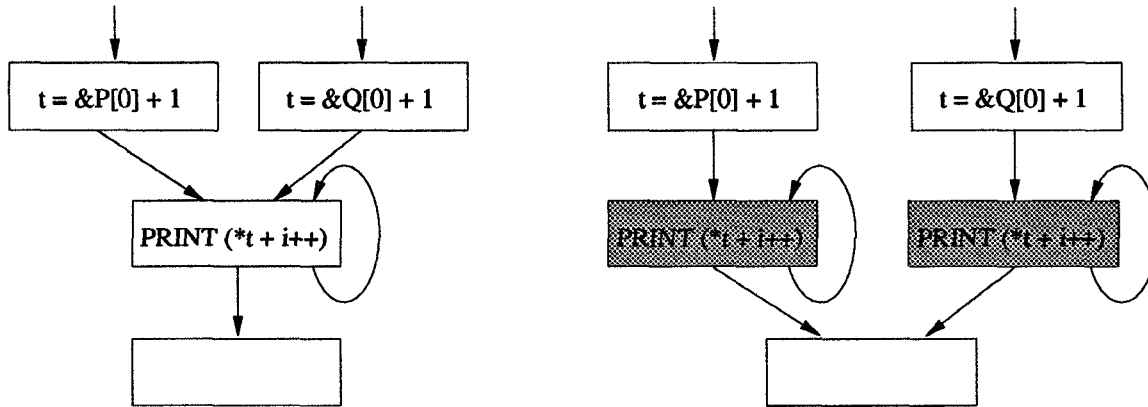 t = &P[0] + 1
t = &Q[0] + 1
t = &P[0] + 1
t = &Q[0] + 1
PRINT (*t + i++)
PRINT (*t + i++)
PRINT (*t + i++)